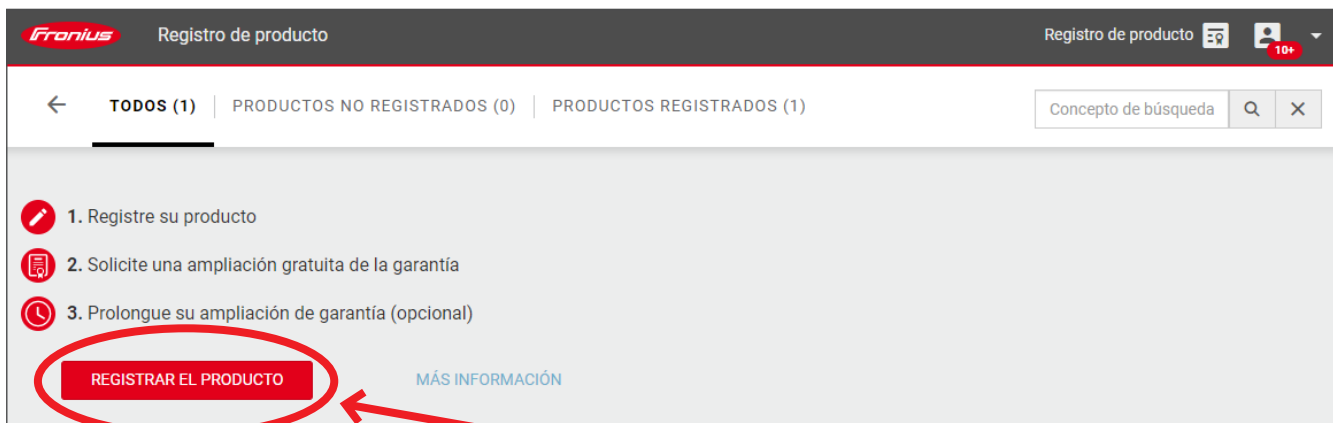 Fronius Registro de producto Registro de producto 10+
TODOS (1) PRODUCTOS NO REGISTRADOS (0) PRODUCTOS REGISTRADOS (1) Concepto de búsqueda
1. Registre su producto
2. Solicite una ampliación gratuita de la garantía
3. Prolongue su ampliación de garantía (opcional)
REGISTRAR EL PRODUCTO MÁS INFORMACIÓN